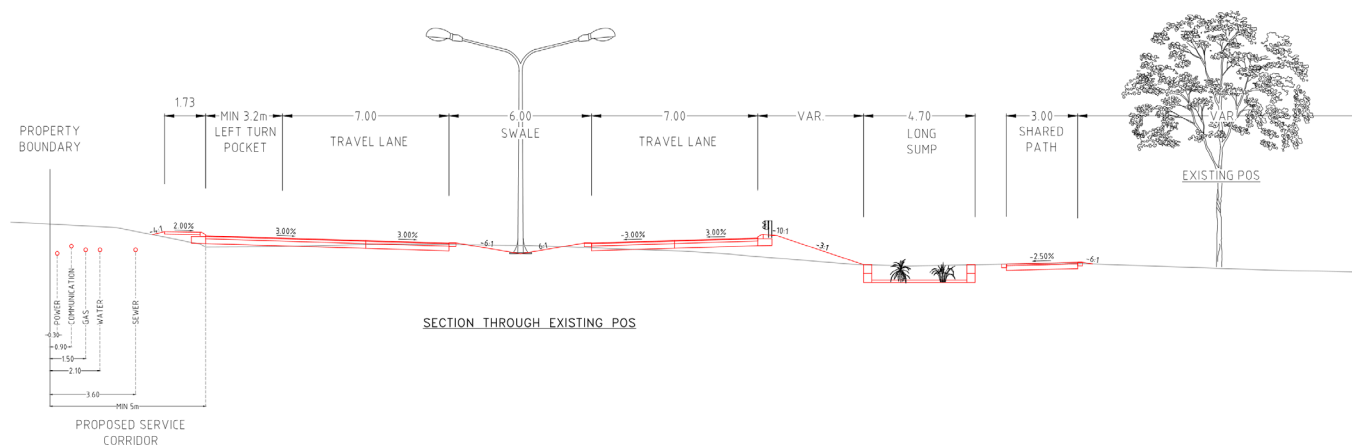 1.73
MIN 3.2m
LEFT TURN
POCKET
7.00
TRAVEL LANE
6.00
SWALE
7.00
TRAVEL LANE
VAR.
4.70
LONG
SUMP
3.00
SHARED
PATH
VAR.
PROPERTY
BOUNDARY
EXISTING POS
-4:1
2.00%
3.00%
3.00%
-6:1
6:1
-3.00%
3.00%
-10:1
-3:1
-2.50%
-6:1
POWER
COMMUNICATION
GAS
WATER
SEWER
0.30
0.90
1.50
2.10
3.60
MIN 5m
PROPOSED SERVICE
CORRIDOR
SECTION THROUGH EXISTING POS